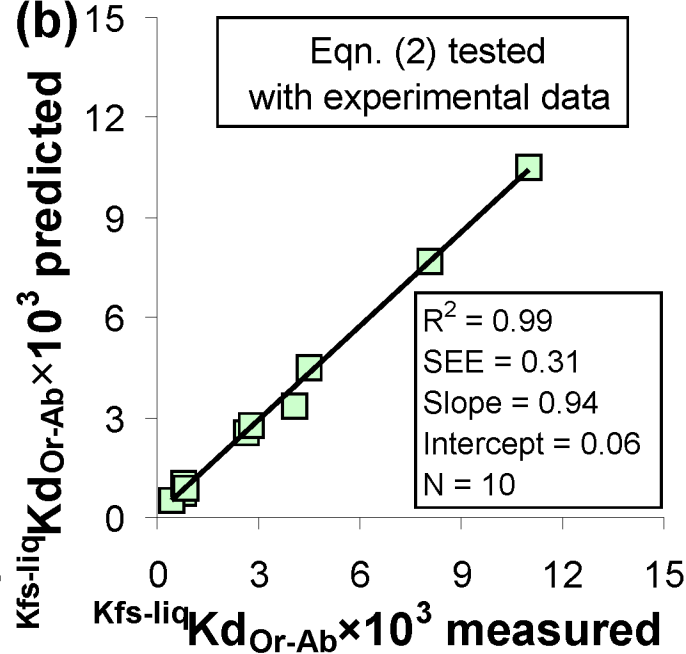 (b)
Eqn. (2) tested
with experimental data
Kfs-liqKdOr-Ab×10³ predicted
15
12
9
6
3
0
R² = 0.99
SEE = 0.31
Slope = 0.94
Intercept = 0.06
N = 10
0 3 6 9 12 15
Kfs-liqKdOr-Ab×10³ measured